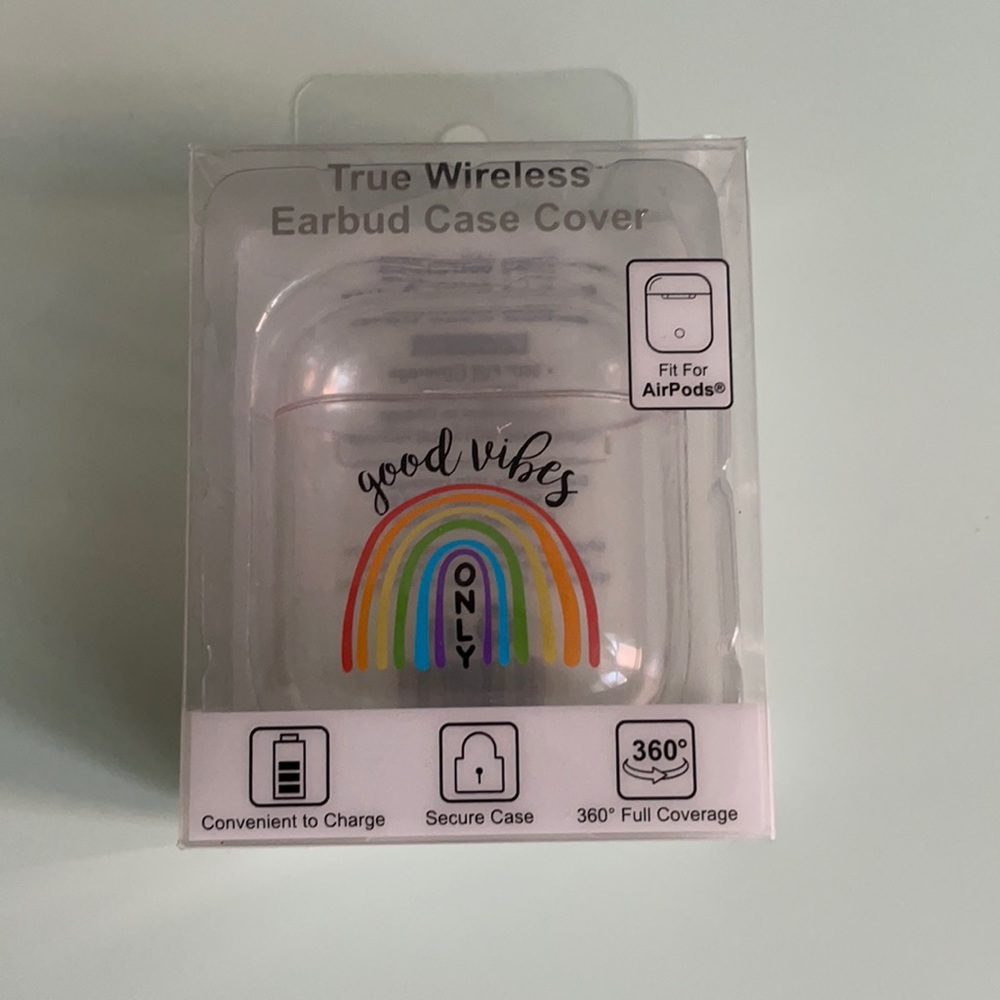 True Wireless
Earbud Case Cover
Fit For
AirPods®
good vibes
O
N
L
Y
360°
Convenient to Charge
Secure Case
360° Full Coverage